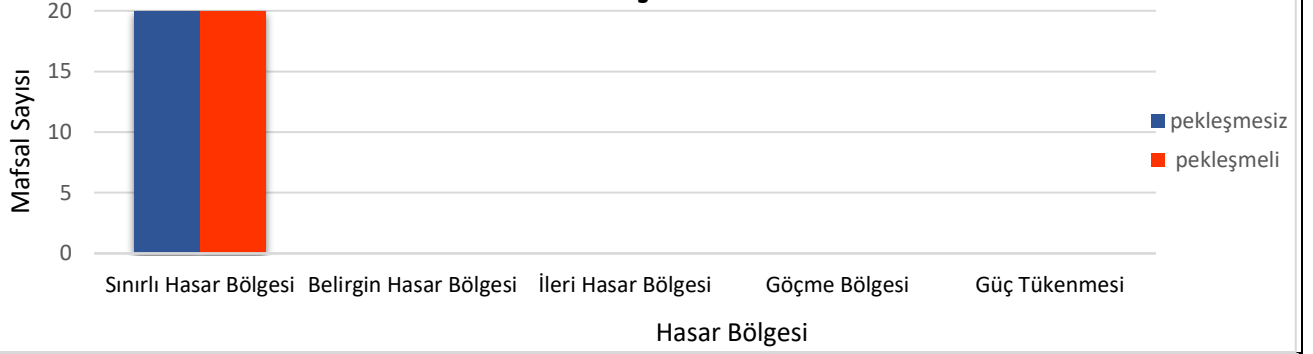 20
15
10
5
0
Mafsal Sayısı
pekleşmesiz
pekleşmeli
Sınırlı Hasar Bölgesi Belirgin Hasar Bölgesi İleri Hasar Bölgesi Göçme Bölgesi Güç Tükenmesi
Hasar Bölgesi